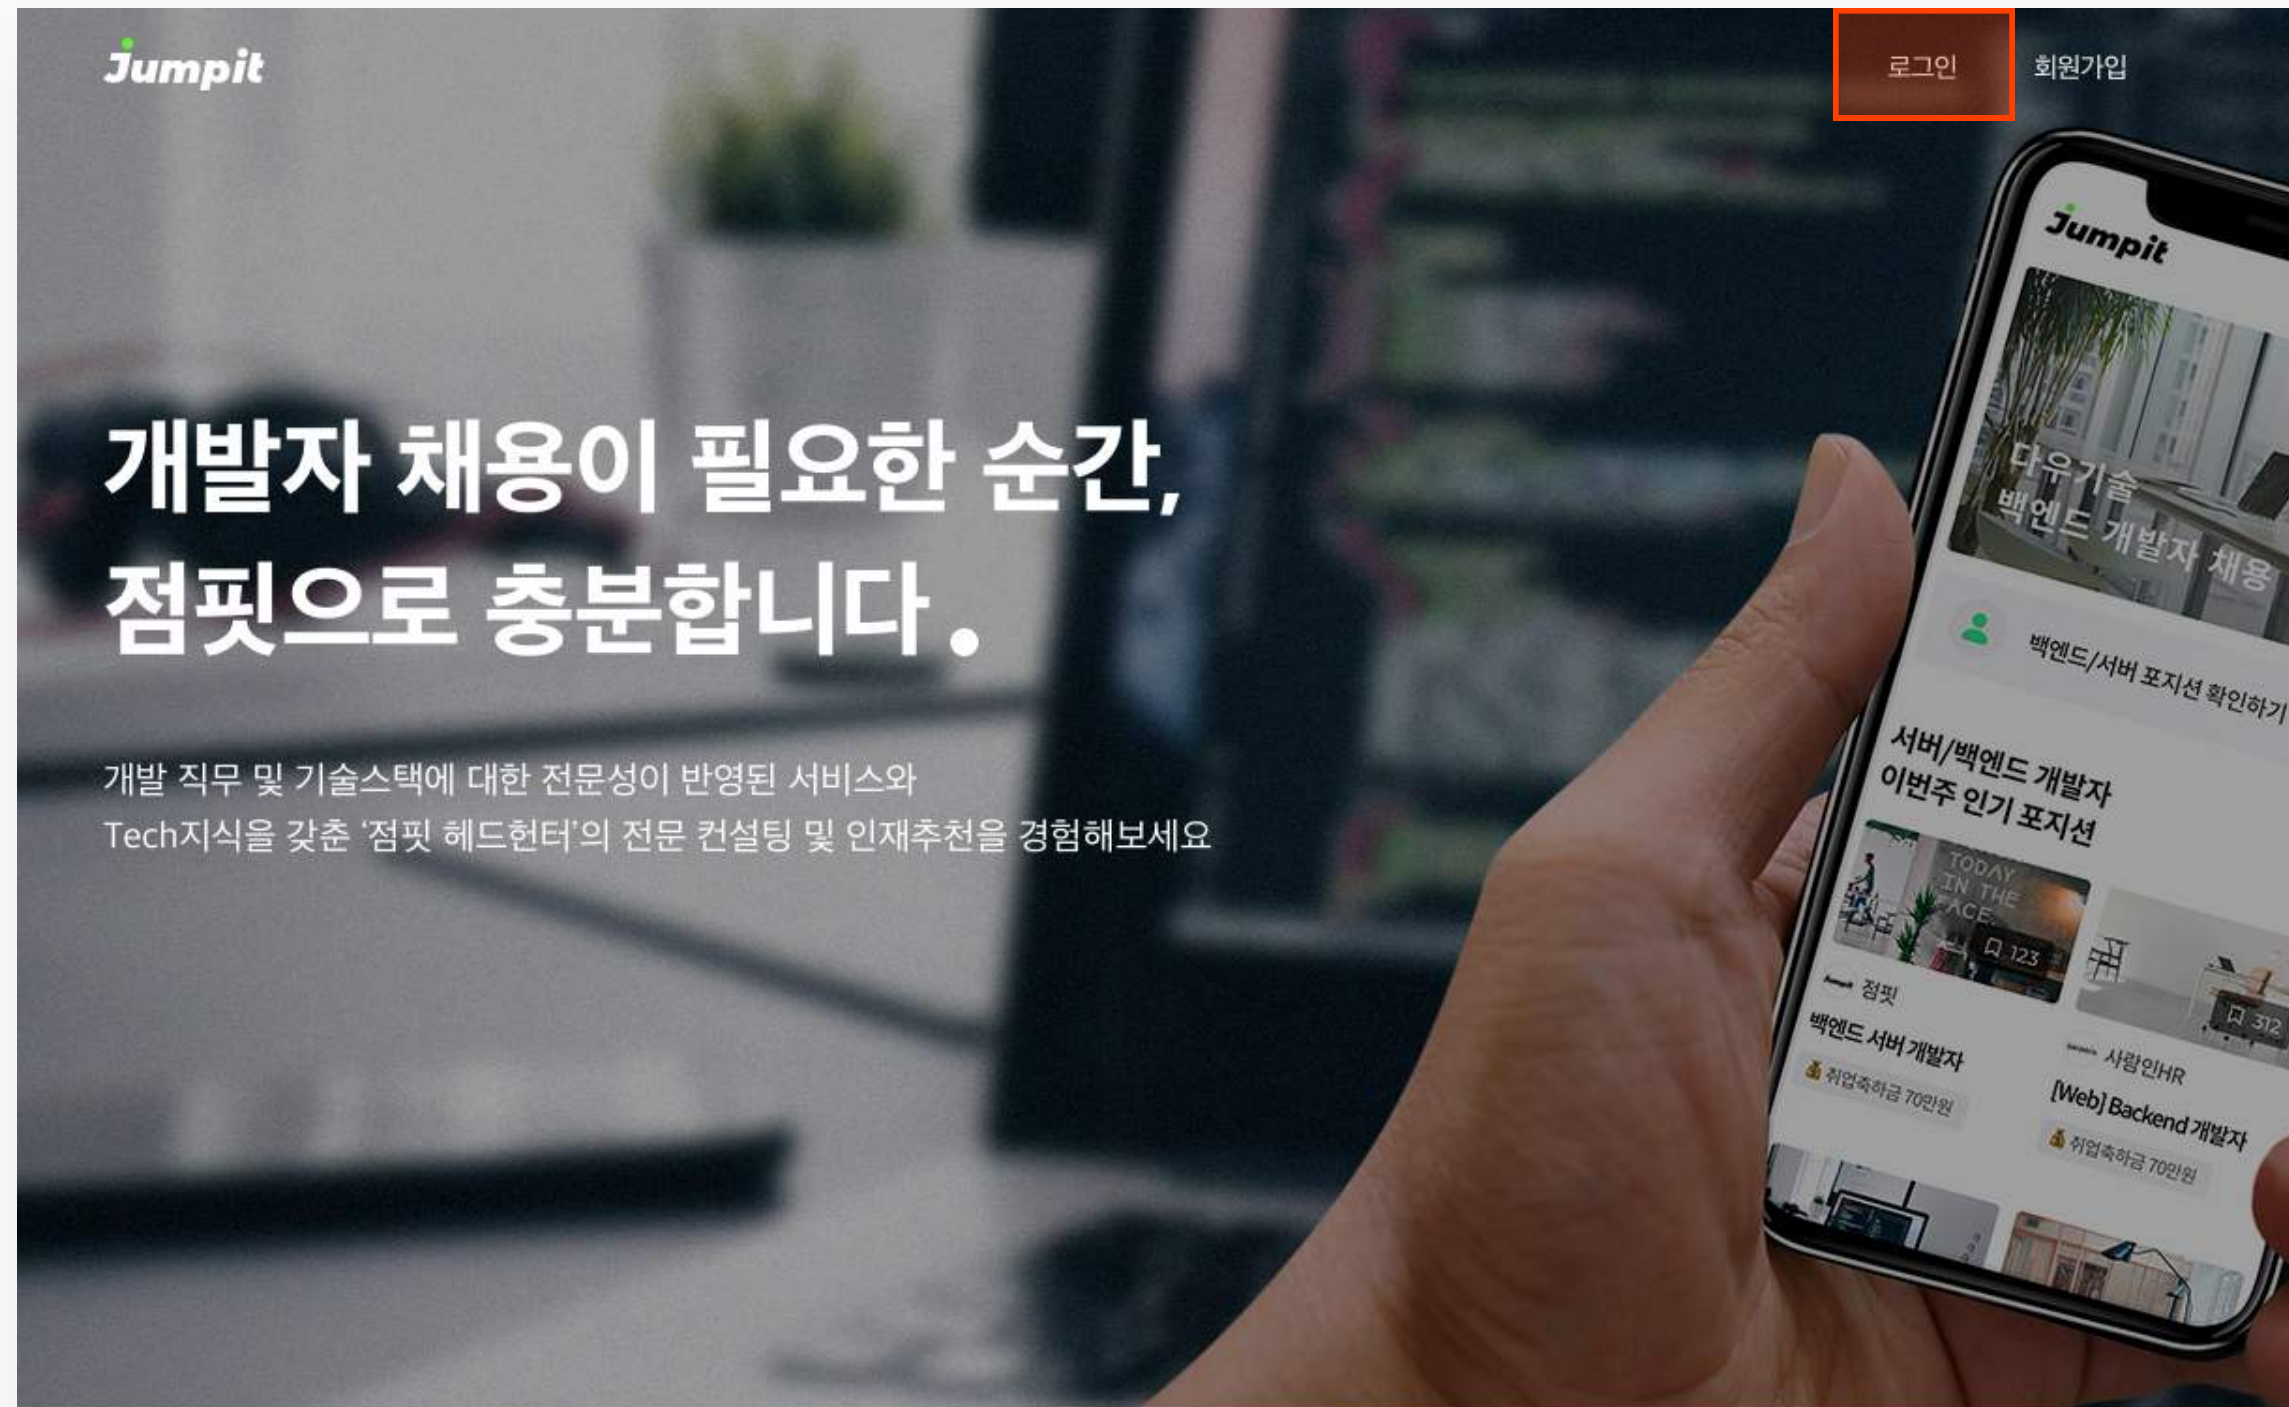 Jumpit
로그인
회원가입
개발자 채용이 필요한 순간,
점핏으로 충분합니다.
개발 직무 및 기술스택에 대한 전문성이 반영된 서비스와
Tech지식을 갖춘 ‘점핏 헤드헌터’의 전문 컨설팅 및 인재추천을 경험해보세요
Jumpit
다우기술
백엔드 개발자 채용
백엔드/서버 포지션 확인하기
서버/백엔드 개발자
이번주 인기 포지션
TODAY
IN THE
123
점핏
백엔드 서버 개발자
취업축하금 70만원
312
사람인HR
[Web] Backend 개발자
취업축하금 70만원